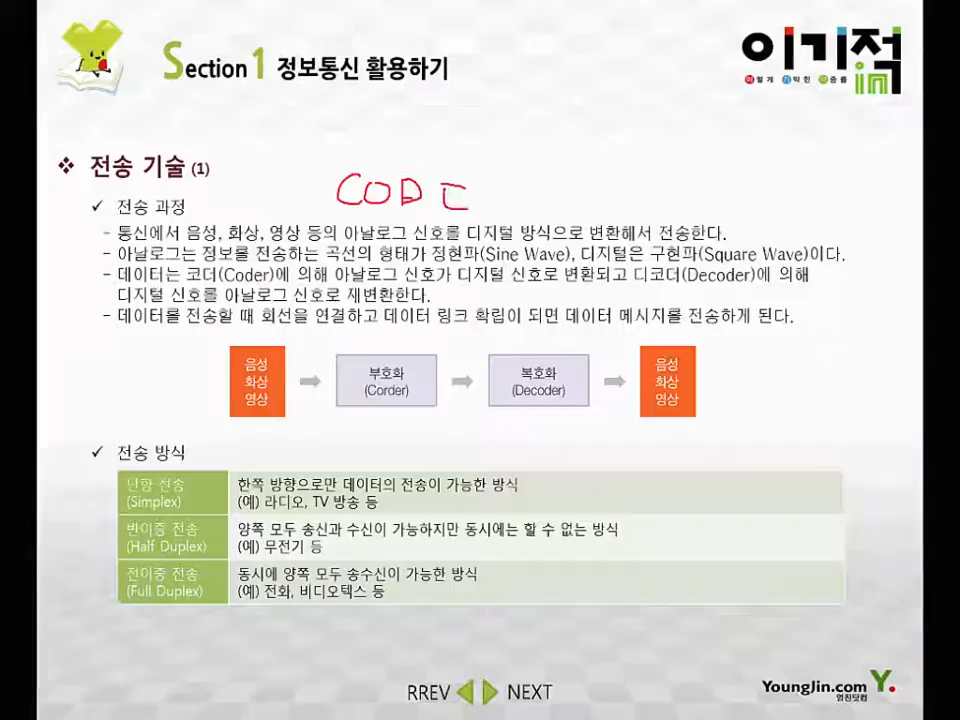 이기적in
이렇게 기막힌 적중률
Section 1 정보통신 활용하기
❖ 전송 기술 (1)
CODE
✓ 전송 과정
- 통신에서 음성, 화상, 영상 등의 아날로그 신호를 디지털 방식으로 변환해서 전송한다.
- 아날로그는 정보를 전송하는 곡선의 형태가 정현파(Sine Wave), 디지털은 구현파(Square Wave)이다.
- 데이터는 코더(Coder)에 의해 아날로그 신호가 디지털 신호로 변환되고 디코더(Decoder)에 의해
디지털 신호를 아날로그 신호로 재변환한다.
- 데이터를 전송할 때 회선을 연결하고 데이터 링크 확립이 되면 데이터 메시지를 전송하게 된다.
음성
화상
영상
부호화
(Corder)
복호화
(Decoder)
음성
화상
영상
✓ 전송 방식
단향 전송
(Simplex)
한쪽 방향으로만 데이터의 전송이 가능한 방식
(예) 라디오, TV 방송 등
반이중 전송
(Half Duplex)
양쪽 모두 송신과 수신이 가능하지만 동시에는 할 수 없는 방식
(예) 무전기 등
전이중 전송
(Full Duplex)
동시에 양쪽 모두 송수신이 가능한 방식
(예) 전화, 비디오텍스 등
RREV NEXT
YoungJin.com Y.
영진닷컴